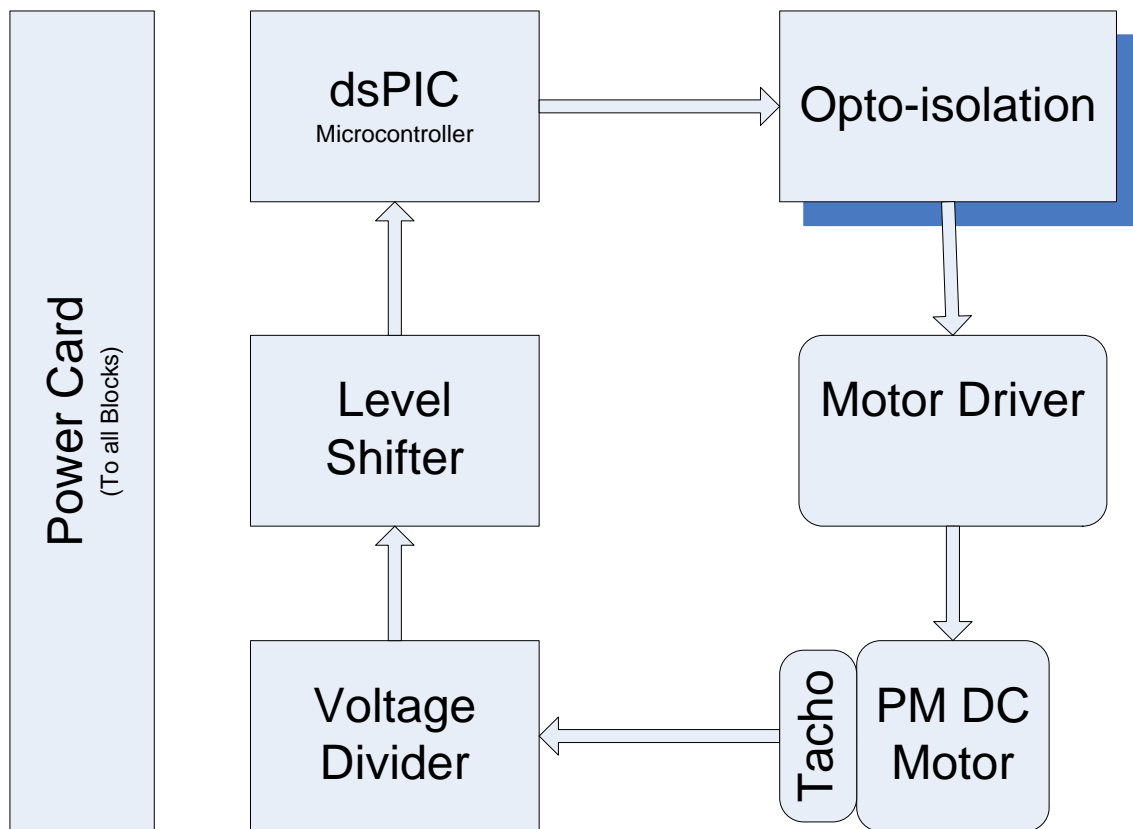 Power Card
(To all Blocks)
dsPIC
Microcontroller
Opto-isolation
Level
Shifter
Motor Driver
Voltage
Divider
Tacho
PM DC
Motor